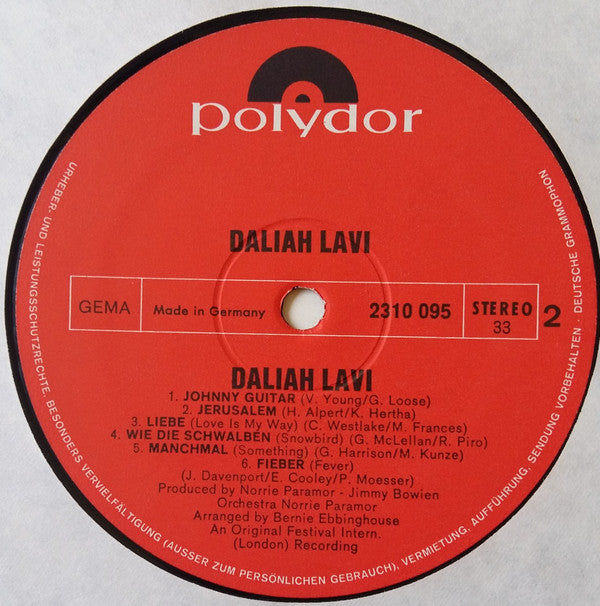 polydor
DALIAH LAVI
GEMA
Made in Germany
2310 095
STEREO
33
2
DALIAH LAVI
1. JOHNNY GUITAR (V. Young/G. Loose)
2. JERUSALEM (H. Alpert/K. Hertha)
3. LIEBE (Love Is My Way) (C. Westlake/M. Frances)
4. WIE DIE SCHWALBEN (Snowbird) (G. McLellan/R. Piro)
5. MANCHMAL (Something) (G. Harrison/M. Kunze)
6. FIEBER (Fever)
(J. Davenport/E. Cooley/P. Moesser)
Produced by Norrie Paramor - Jimmy Bowien
Orchestra Norrie Paramor
Arranged by Bernie Ebbinghouse
An Original Festival Intern.
(London) Recording
URHEBER- UND LEISTUNGSSCHUTZRECHTE, BESONDERS VERVIELFÄLTIGUNG (AUSSER ZUM PERSÖNLICHEN GEBRAUCH), VERMIETUNG, AUFFÜHRUNG, SENDUNG VORBEHALTEN · DEUTSCHE GRAMMOPHON